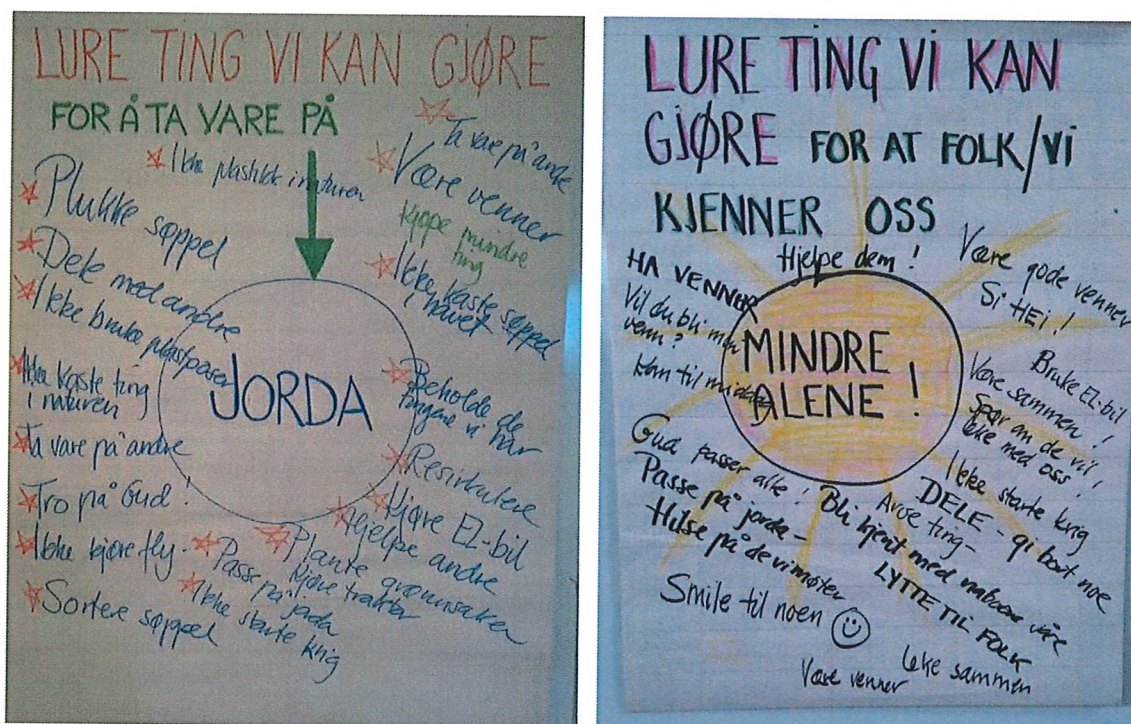 LURE TING VI KAN GJØRE
FOR Å TA VARE PÅ
JORDA
Ta vare på andre
Ikke plastikk i naturen
Være venner
Plukke søppel
Kjøpe mindre
ting
Dele med andre
Ikke kaste søppel
i havet
Ikke bruke plastposer
Ikke kaste ting
i naturen
Beholde de
tingene vi har
Ta vare på andre
Resirkulere
Tro på Gud!
Kjøre EL-bil
Hjelpe andre
Ikke kjøre fly
Plante grønnsaker
Kjøre traktor
Passe på
jorda
Ikke starte krig
Sortere søppel
LURE TING VI KAN
GJØRE FOR AT FOLK/VI
KJENNER OSS
MINDRE
ALENE!
Hjelpe dem!
Være gode venner
Si HEI!
HA VENNER
Vil du bli min
venn?
til middag
Bruke EL-bil
Være sammen!
Spør om de vil
leke med oss!
Gud passer alle!
Ikke starte krig
Passe på jorda-
DELE - gi bort noe
Hilse på de vi møter
Bli kjent med naboene våre
ting-
LYTTE TIL FOLK
Smile til noen
Leke sammen
Være venner